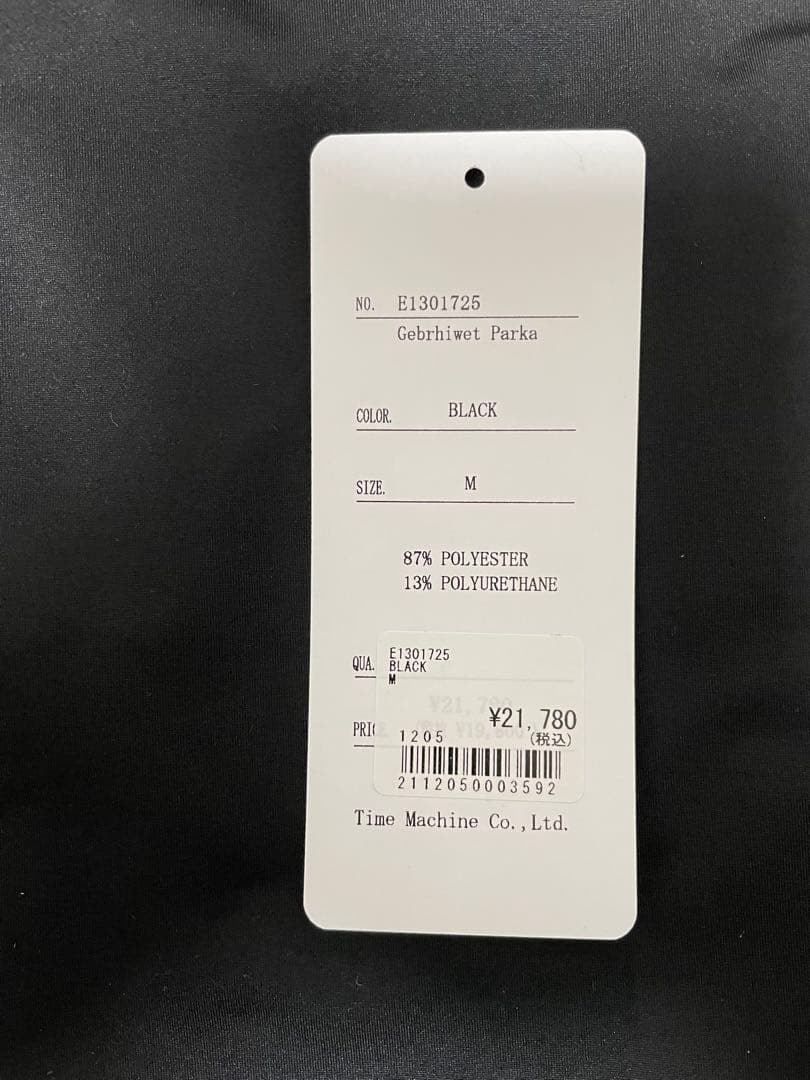 NO. E1301725
Gebrhiwet Parka
COLOR. BLACK
SIZE. M
87% POLYESTER
13% POLYURETHANE
QUA.
E1301725
BLACK
M
¥21,780
PRI
1205
(税込)
2112050003592
Time Machine Co.,Ltd.